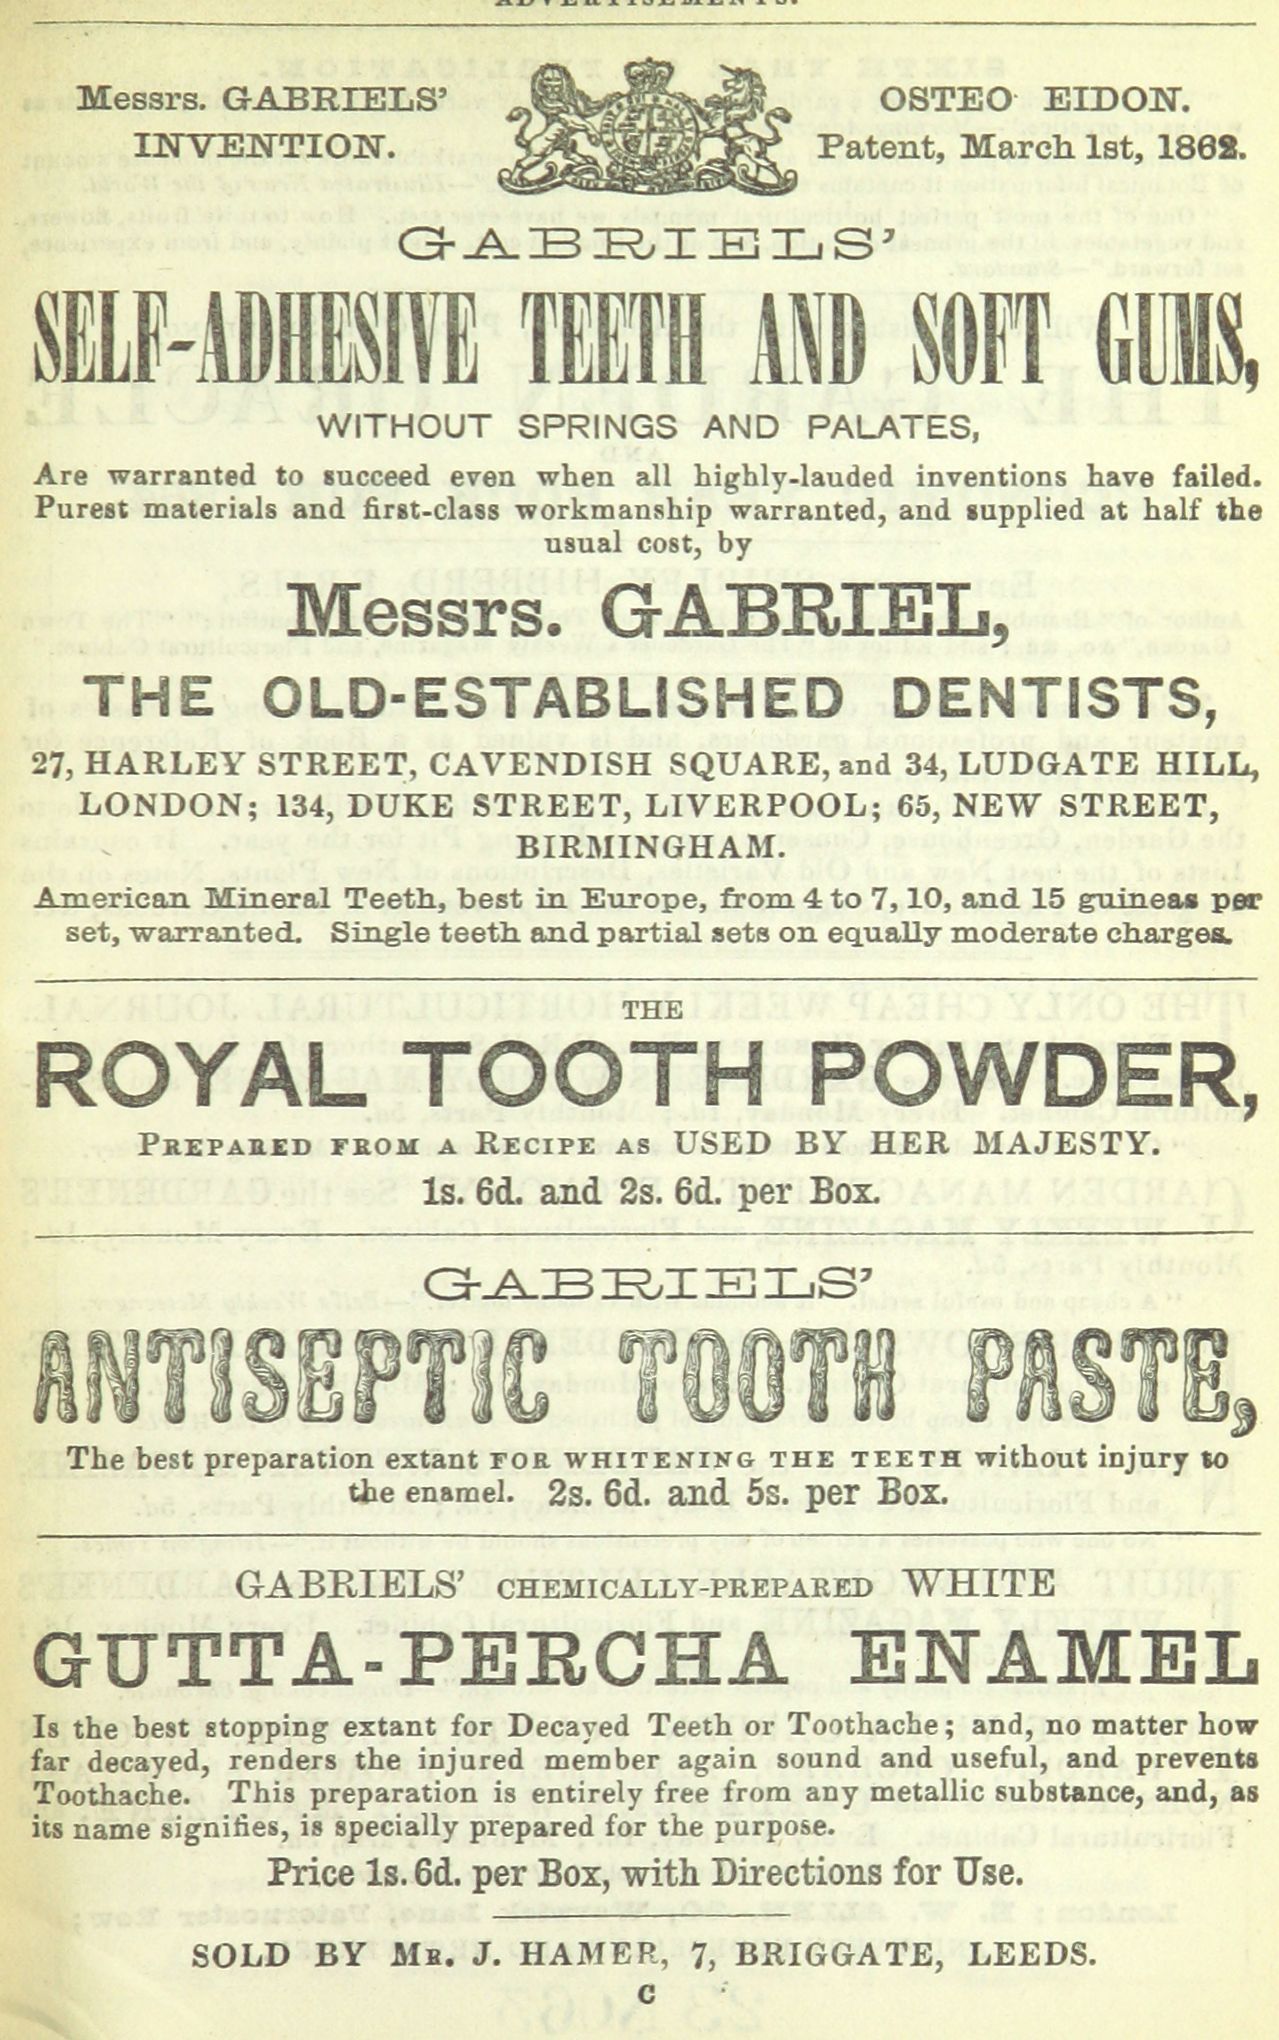 ADVERTISEMENTS.
Messrs. GABRIELS'
INVENTION.
OSTEO EIDON.
Patent, March 1st, 1862.
GABRIELS'
SELF-ADHESIVE TEETH AND SOFT GUMS,
WITHOUT SPRINGS AND PALATES,
Are warranted to succeed even when all highly-lauded inventions have failed.
Purest materials and first-class workmanship warranted, and supplied at half the
usual cost, by
Messrs. GABRIEL,
THE OLD-ESTABLISHED DENTISTS,
27, HARLEY STREET, CAVENDISH SQUARE, and 34, LUDGATE HILL,
LONDON; 134, DUKE STREET, LIVERPOOL; 65, NEW STREET,
BIRMINGHAM.
American Mineral Teeth, best in Europe, from 4 to 7, 10, and 15 guineas per
set, warranted. Single teeth and partial sets on equally moderate charges.
THE
ROYAL TOOTH POWDER,
PREPARED FROM A RECIPE AS USED BY HER MAJESTY.
1s. 6d. and 2s. 6d. per Box.
GABRIELS'
ANTISEPTIC TOOTH PASTE,
The best preparation extant FOR WHITENING THE TEETH without injury to
the enamel. 2s. 6d. and 5s. per Box.
GABRIELS' CHEMICALLY-PREPARED WHITE
GUTTA-PERCHA ENAMEL
Is the best stopping extant for Decayed Teeth or Toothache; and, no matter how
far decayed, renders the injured member again sound and useful, and prevents
Toothache. This preparation is entirely free from any metallic substance, and, as
its name signifies, is specially prepared for the purpose.
Price 1s. 6d. per Box, with Directions for Use.
SOLD BY MR. J. HAMER, 7, BRIGGATE, LEEDS.
C